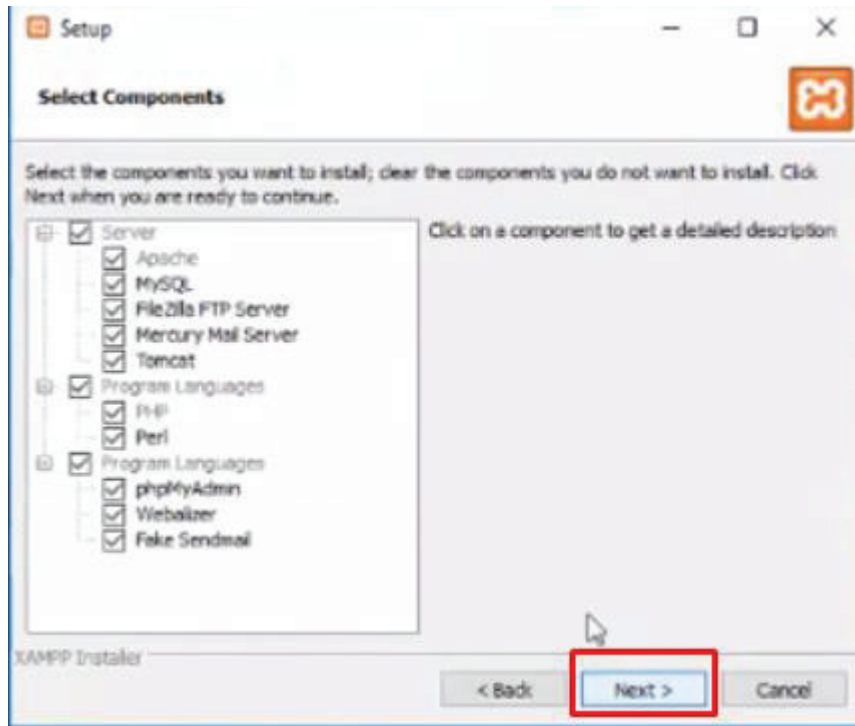 Setup
Select Components
Select the components you want to install; clear the components you do not want to install. Click
Next when you are ready to continue.
Server
Click on a component to get a detailed description
Apache
MySQL
FileZilla FTP Server
Mercury Mail Server
Tomcat
Program Languages
PHP
Perl
Program Languages
phpMyAdmin
Webalizer
Fake Sendmail
XAMPP Installer
< Back
Next >
Cancel